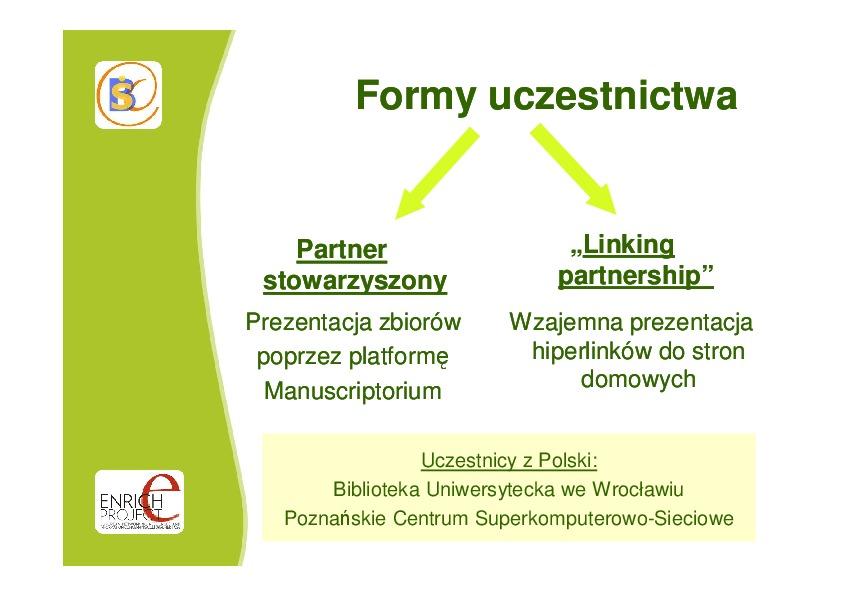 Formy uczestnictwa
Partner
stowarzyszony
Prezentacja zbiorów
poprzez platformę
Manuscriptorium
„Linking
partnership”
Wzajemna prezentacja
hiperlinków do stron
domowych
Uczestnicy z Polski:
Biblioteka Uniwersytecka we Wrocławiu
Poznańskie Centrum Superkomputerowo-Sieciowe
ENRICH
PROJECT